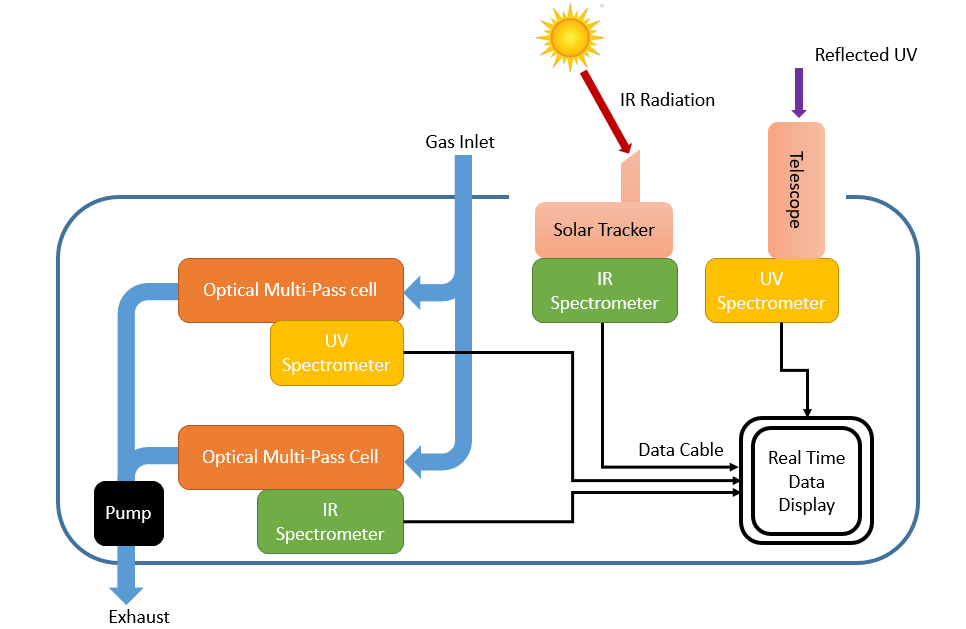 Reflected UV
IR Radiation
Gas Inlet
Telescope
Solar Tracker
Optical Multi-Pass cell
IR
Spectrometer
UV
Spectrometer
UV
Spectrometer
Optical Multi-Pass Cell
Data Cable
Real Time
Data
Display
Pump
IR
Spectrometer
Exhaust